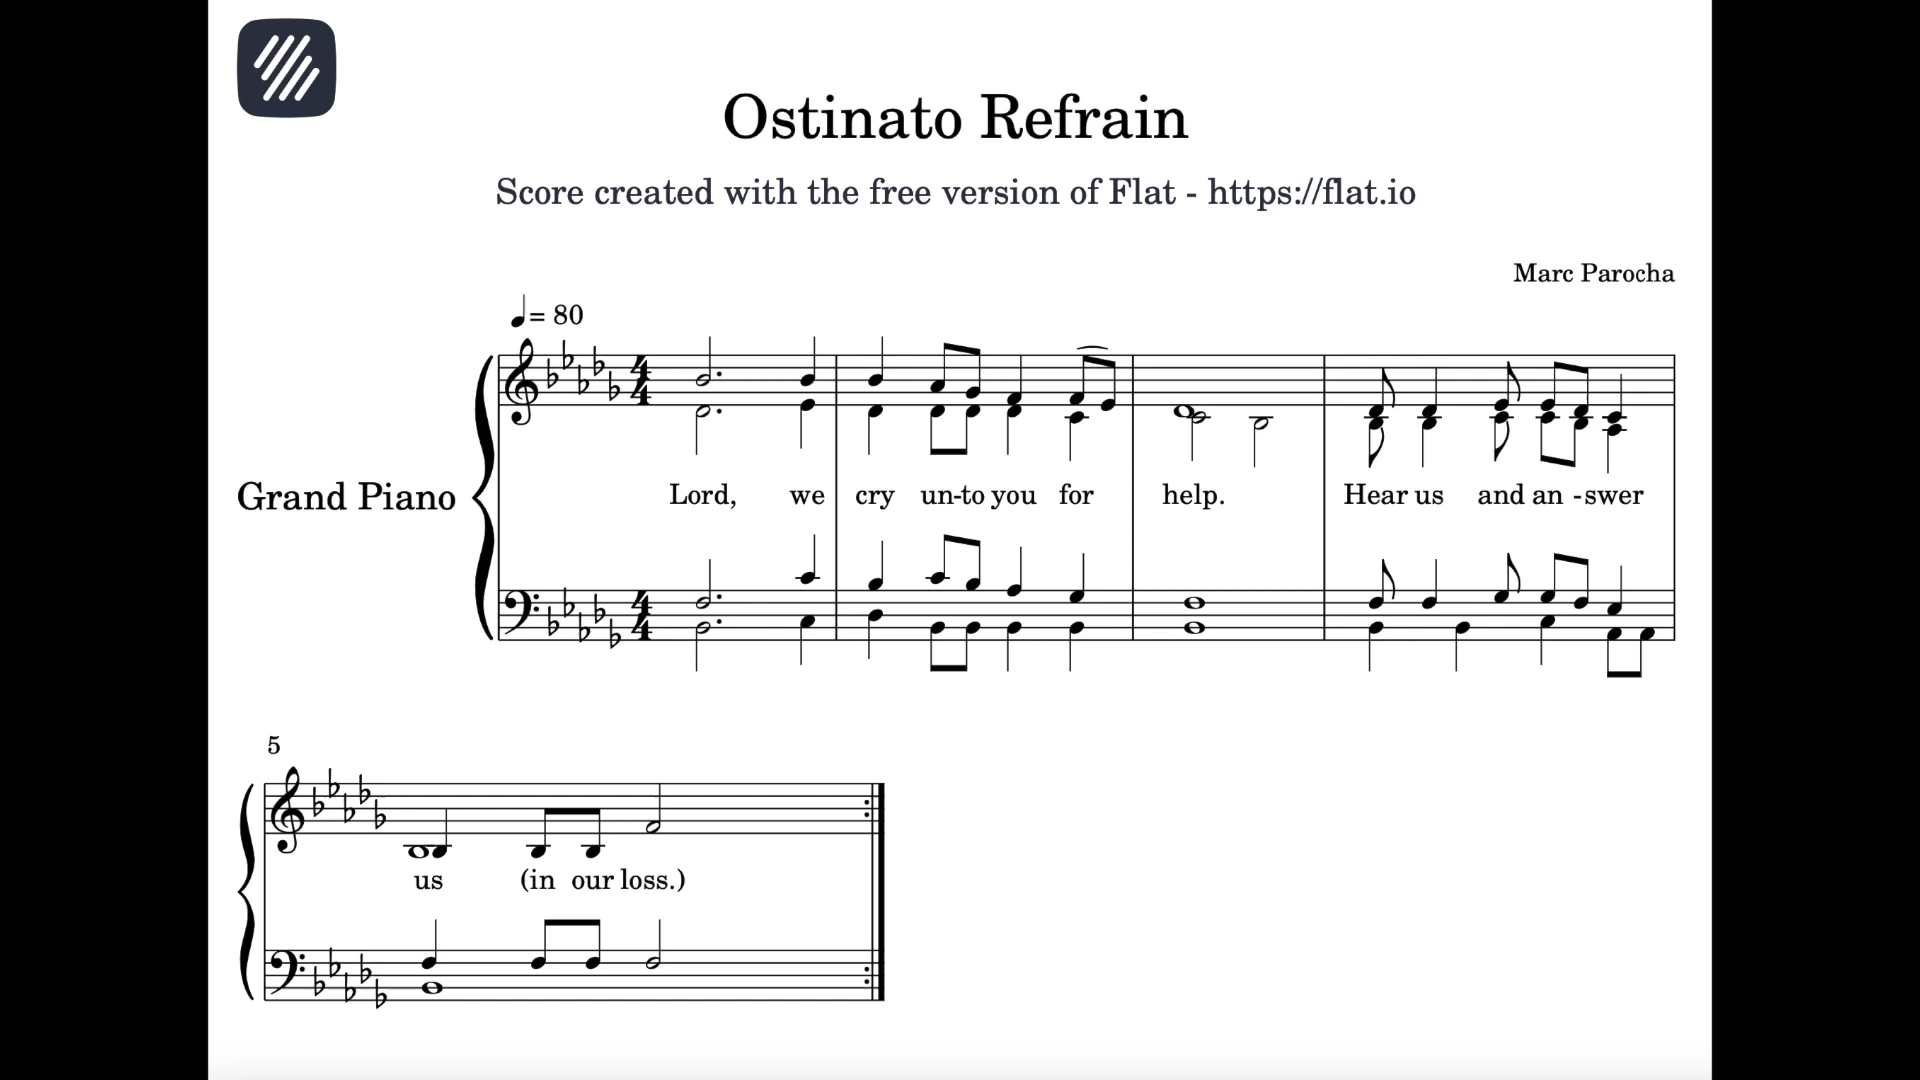 Ostinato Refrain
Score created with the free version of Flat - https://flat.io
Marc Parocha
= 80
Grand Piano
Lord, we cry un-to you for help. Hear us and an -swer
5
us (in our loss.)